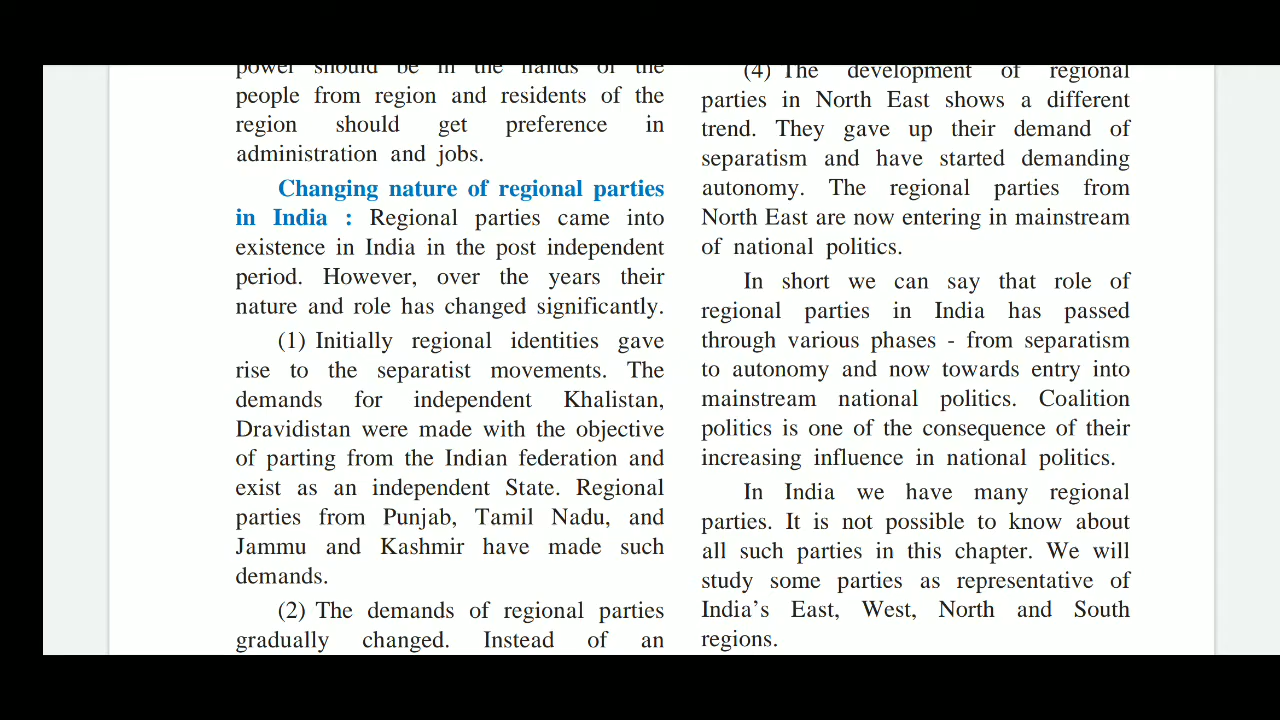 power should be in the hands of the
people from region and residents of the
region should get preference in
administration and jobs.
Changing nature of regional parties
in India : Regional parties came into
existence in India in the post independent
period. However, over the years their
nature and role has changed significantly.
(1) Initially regional identities gave
rise to the separatist movements. The
demands for independent Khalistan,
Dravidistan were made with the objective
of parting from the Indian federation and
exist as an independent State. Regional
parties from Punjab, Tamil Nadu, and
Jammu and Kashmir have made such
demands.
(2) The demands of regional parties
gradually changed. Instead of an
(4) The development of regional
parties in North East shows a different
trend. They gave up their demand of
separatism and have started demanding
autonomy. The regional parties from
North East are now entering in mainstream
of national politics.
In short we can say that role of
regional parties in India has passed
through various phases - from separatism
to autonomy and now towards entry into
mainstream national politics. Coalition
politics is one of the consequence of their
increasing influence in national politics.
In India we have many regional
parties. It is not possible to know about
all such parties in this chapter. We will
study some parties as representative of
India's East, West, North and South
regions.